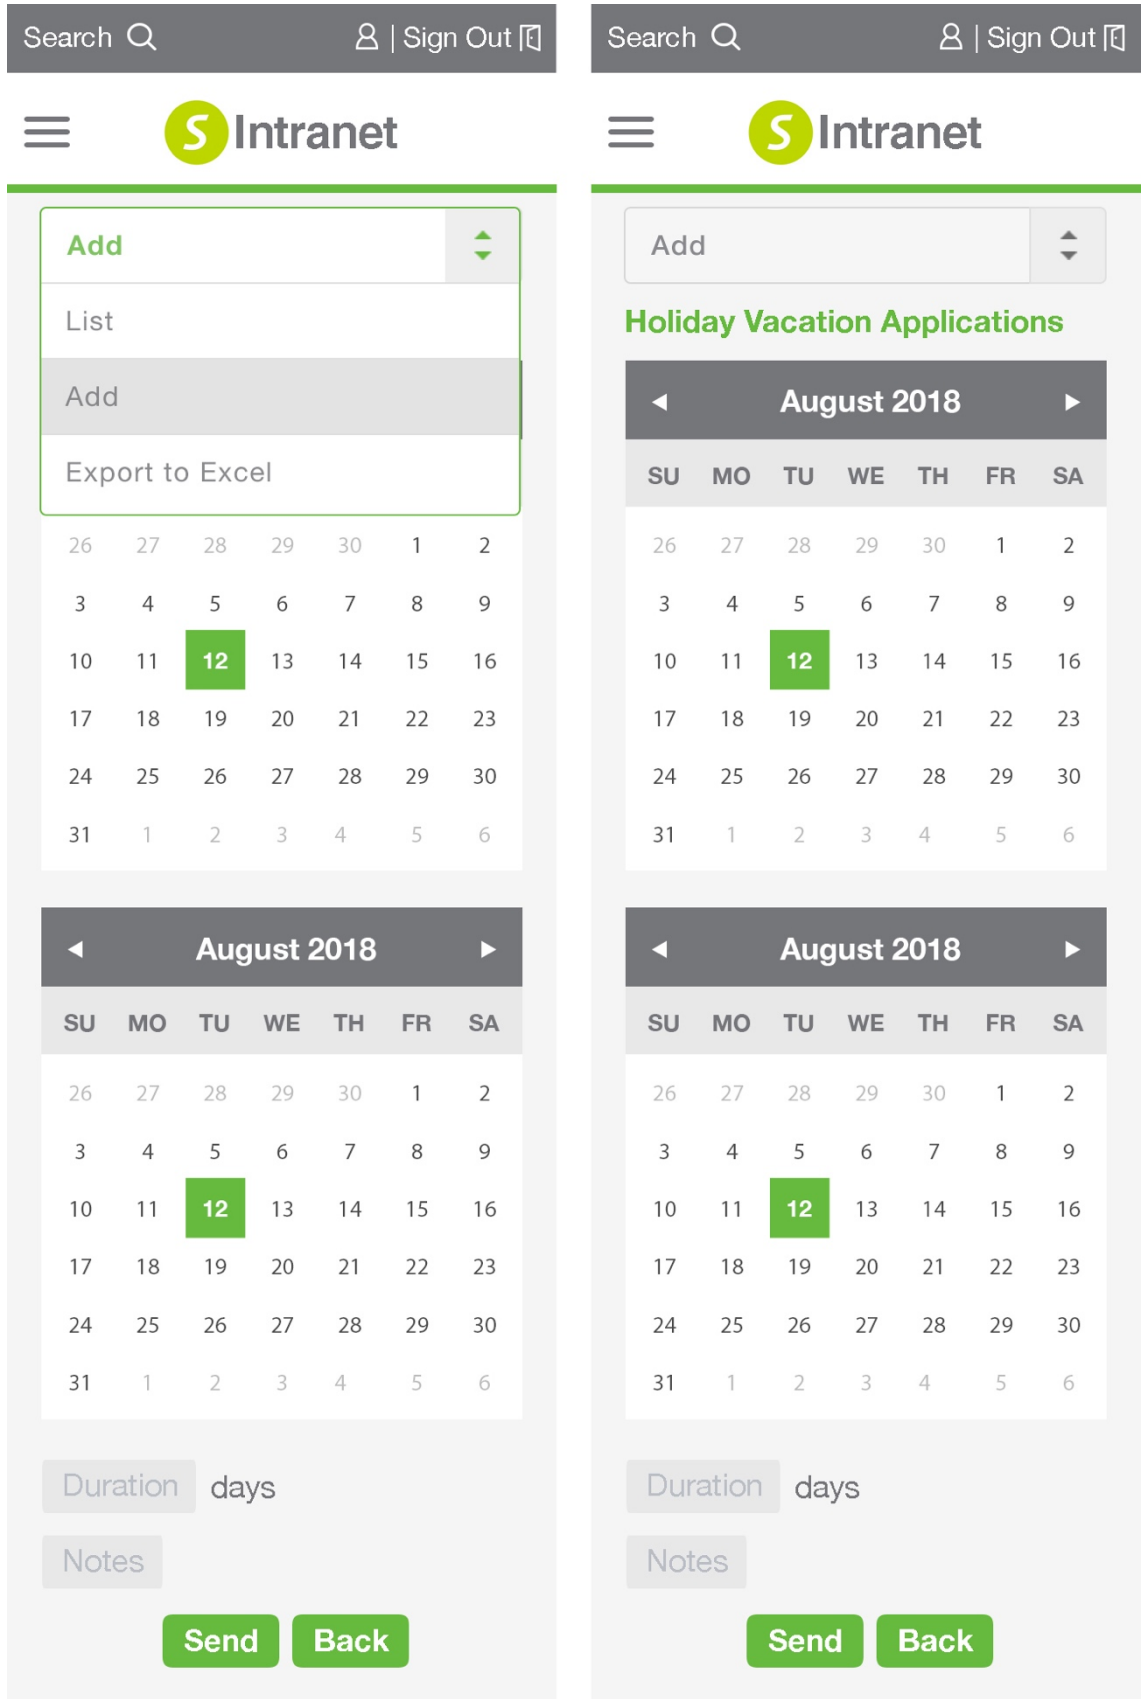 Search | Sign Out
S Intranet
Add
List
Add
Export to Excel
26 27 28 29 30 1 2
3 4 5 6 7 8 9
10 11 12 13 14 15 16
17 18 19 20 21 22 23
24 25 26 27 28 29 30
31 1 2 3 4 5 6
August 2018
SU MO TU WE TH FR SA
26 27 28 29 30 1 2
3 4 5 6 7 8 9
10 11 12 13 14 15 16
17 18 19 20 21 22 23
24 25 26 27 28 29 30
31 1 2 3 4 5 6
Duration days
Notes
Send Back
Search | Sign Out
S Intranet
Add
Holiday Vacation Applications
August 2018
SU MO TU WE TH FR SA
26 27 28 29 30 1 2
3 4 5 6 7 8 9
10 11 12 13 14 15 16
17 18 19 20 21 22 23
24 25 26 27 28 29 30
31 1 2 3 4 5 6
August 2018
SU MO TU WE TH FR SA
26 27 28 29 30 1 2
3 4 5 6 7 8 9
10 11 12 13 14 15 16
17 18 19 20 21 22 23
24 25 26 27 28 29 30
31 1 2 3 4 5 6
Duration days
Notes
Send Back